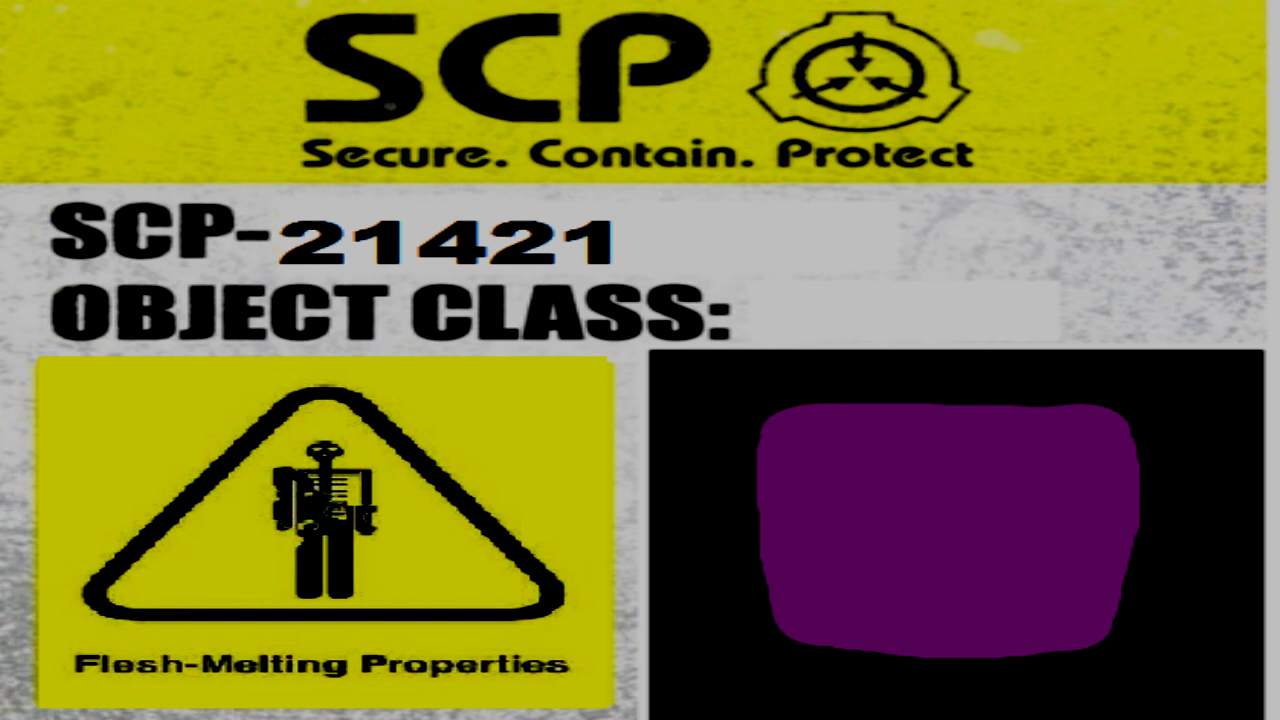 SCP
Secure. Contain. Protect
SCP-21421
OBJECT CLASS:
Flesh-Melting Properties